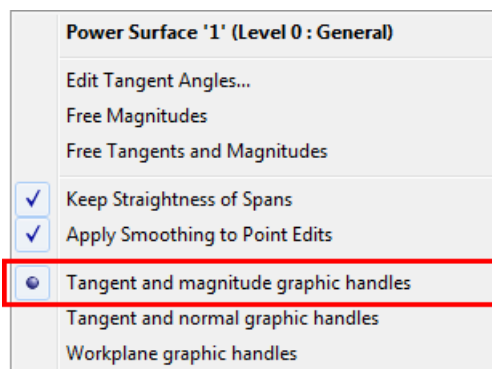 Power Surface '1' (Level 0 : General)
Edit Tangent Angles...
Free Magnitudes
Free Tangents and Magnitudes
Keep Straightness of Spans
Apply Smoothing to Point Edits
Tangent and magnitude graphic handles
Tangent and normal graphic handles
Workplane graphic handles